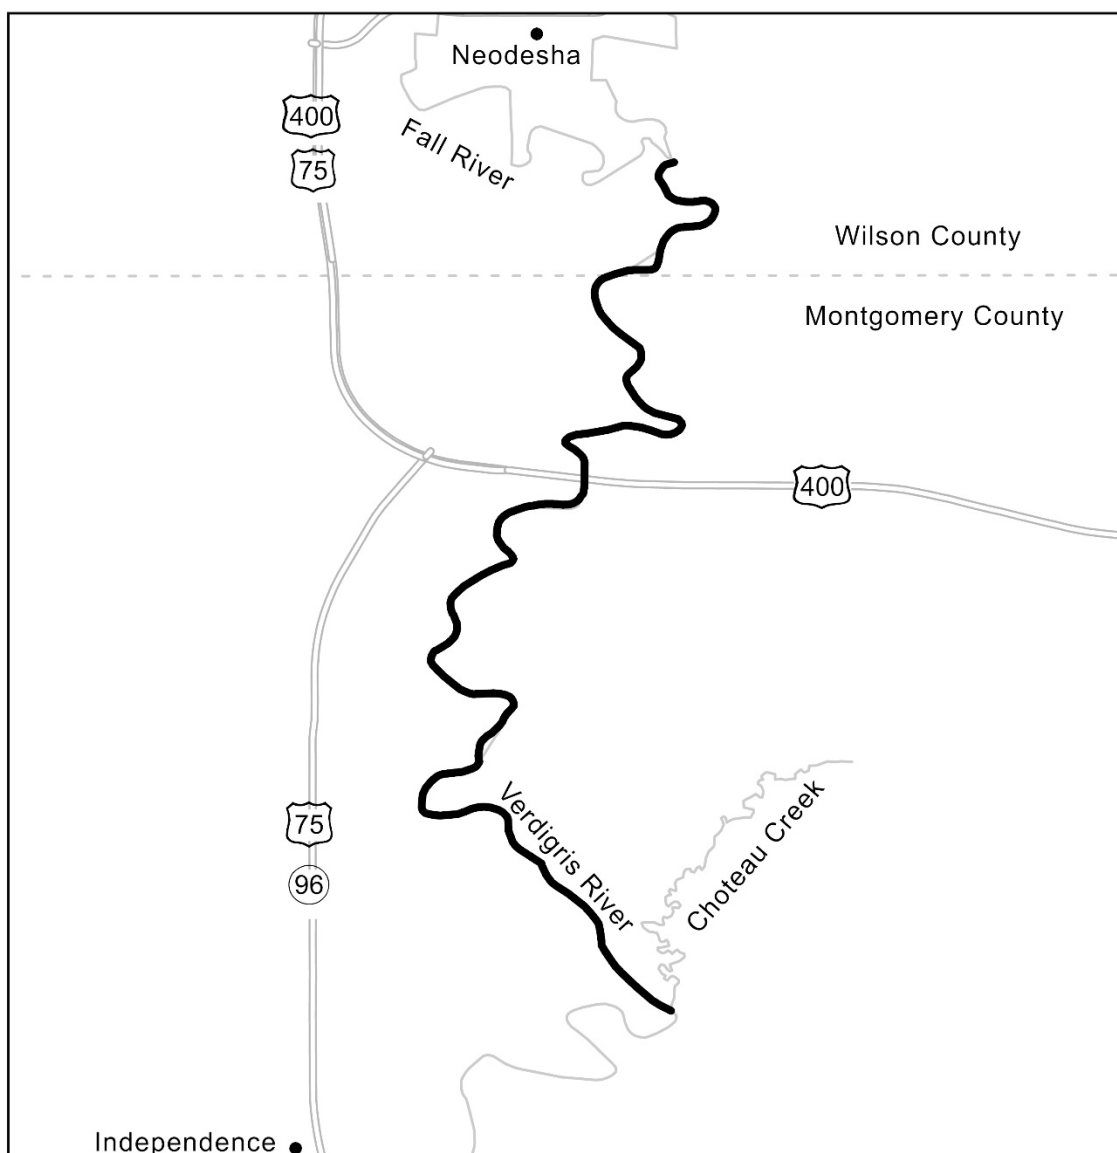 Neodesha
400
Fall River
75
Wilson County
Montgomery County
400
Verdigris River
Choteau Creek
75
96
Independence